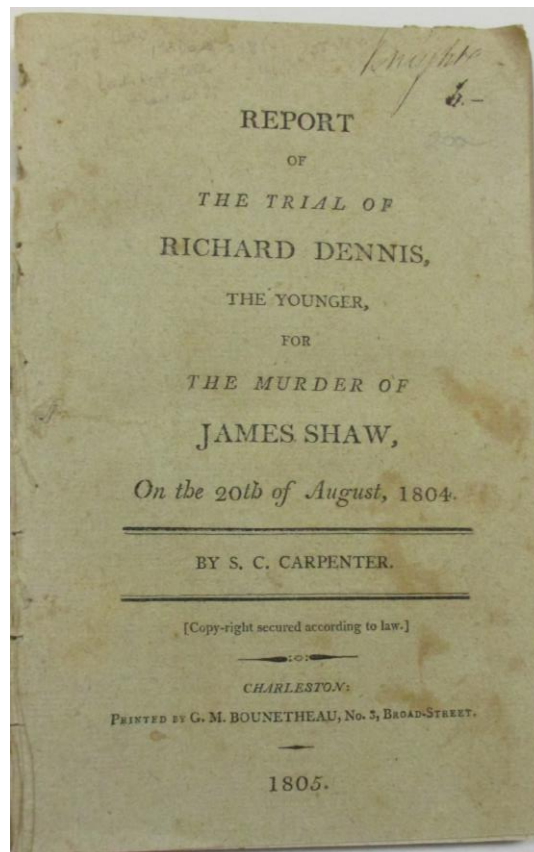 Knight
REPORT
OF
THE TRIAL OF
RICHARD DENNIS,
THE YOUNGER,
FOR
THE MURDER OF
JAMES SHAW,
On the 20th of August, 1804.
BY S. C. CARPENTER.
[Copy-right secured according to law.]
CHARLESTON:
PRINTED BY G. M. BOUNETHEAU, No. 3, BROAD-STREET.
1805.